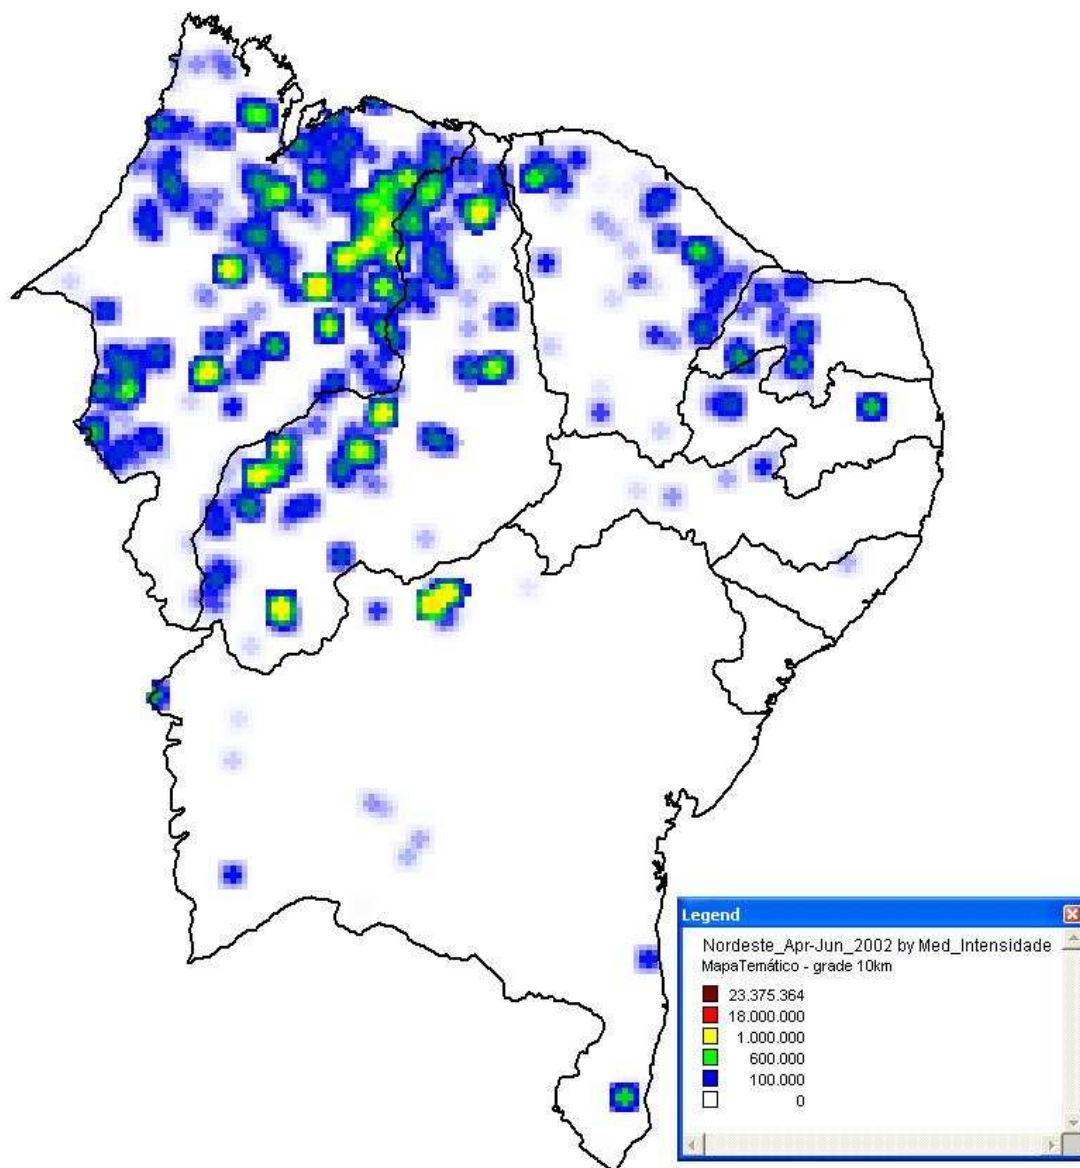 Legend
Nordeste_Apr-Jun_2002 by Med_Intensidade
MapaTemático - grade 10km
23.375.364
18.000.000
1.000.000
600.000
100.000
0